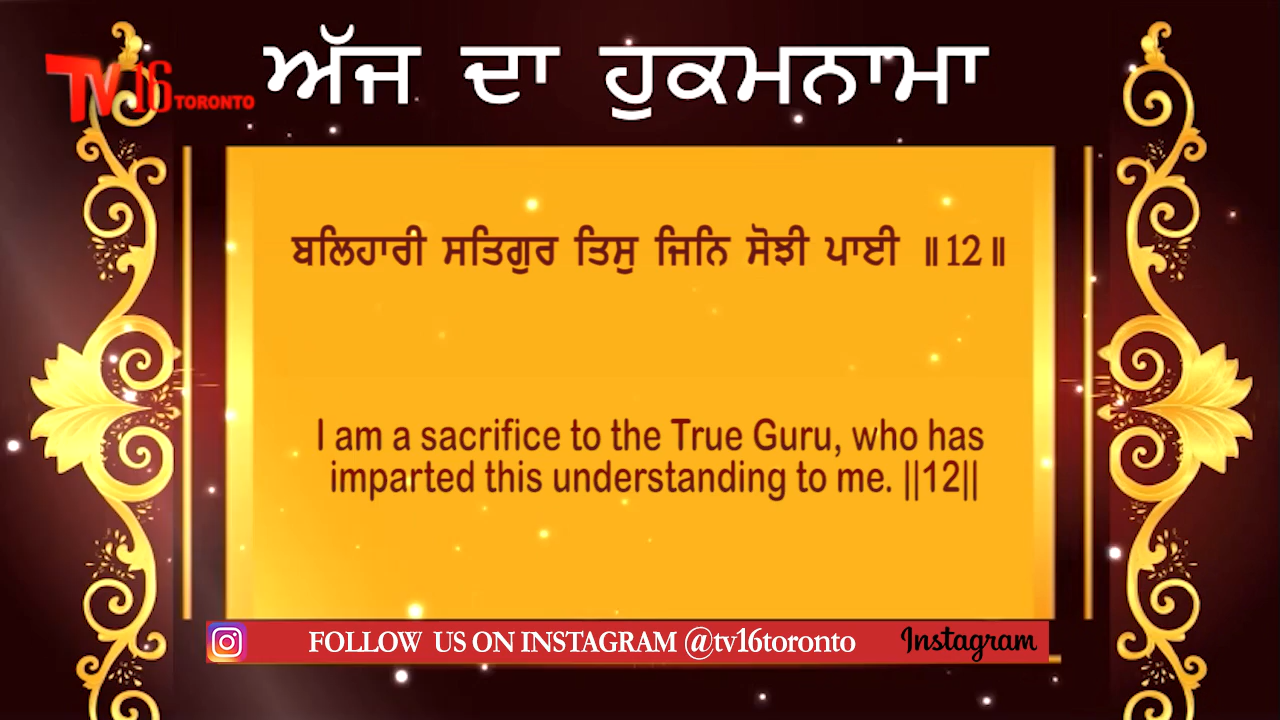 TV16 TORONTO
ਅੱਜ ਦਾ ਹੁਕਮਨਾਮਾ
ਬਲਿਹਾਰੀ ਸਤਿਗੁਰ ਤਿਸੁ ਜਿਨਿ ਸੋਝੀ ਪਾਈ ॥12॥
I am a sacrifice to the True Guru, who has
imparted this understanding to me. ||12||
FOLLOW US ON INSTAGRAM @tv16toronto Instagram